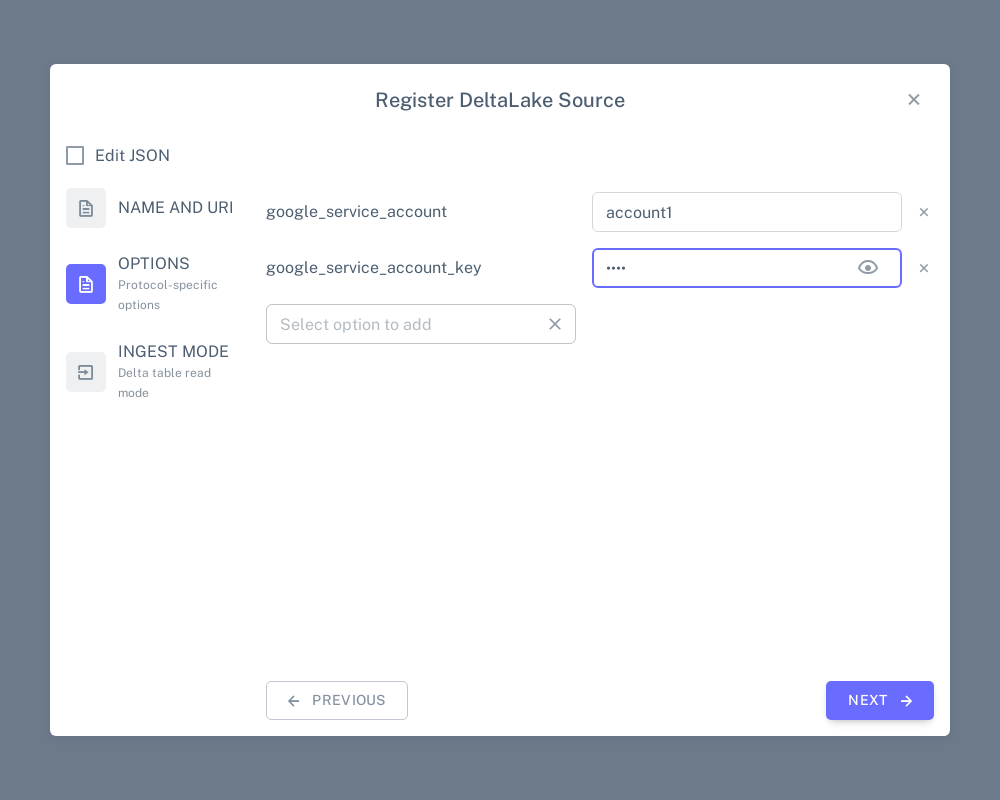 Register DeltaLake Source
Edit JSON
NAME AND URI
OPTIONS
Protocol-specific
options
INGEST MODE
Delta table read
mode
google_service_account
account1
google_service_account_key
••••
Select option to add
PREVIOUS
NEXT